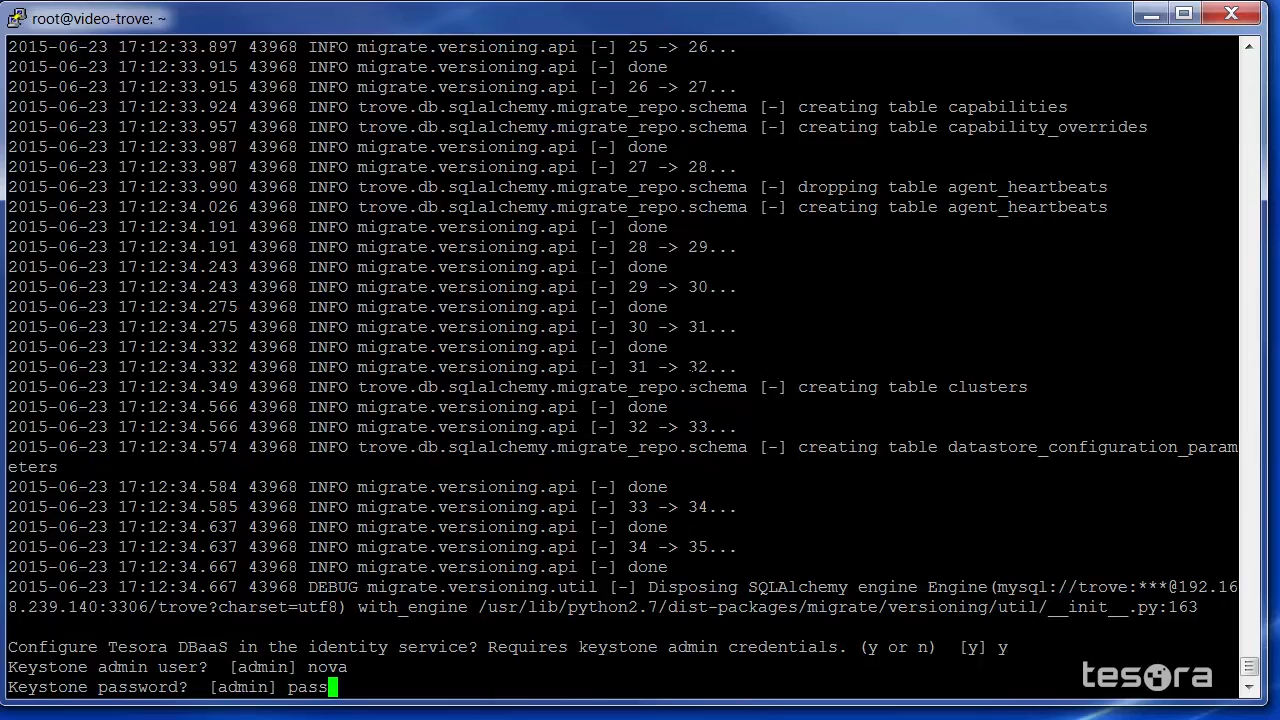 root@video-trove: ~
2015-06-23 17:12:33.897 43968 INFO migrate.versioning.api [-] 25 -> 26...
2015-06-23 17:12:33.915 43968 INFO migrate.versioning.api [-] done
2015-06-23 17:12:33.915 43968 INFO migrate.versioning.api [-] 26 -> 27...
2015-06-23 17:12:33.924 43968 INFO trove.db.sqlalchemy.migrate_repo.schema [-] creating table capabilities
2015-06-23 17:12:33.957 43968 INFO trove.db.sqlalchemy.migrate_repo.schema [-] creating table capability_overrides
2015-06-23 17:12:33.987 43968 INFO migrate.versioning.api [-] done
2015-06-23 17:12:33.987 43968 INFO migrate.versioning.api [-] 27 -> 28...
2015-06-23 17:12:33.990 43968 INFO trove.db.sqlalchemy.migrate_repo.schema [-] dropping table agent_heartbeats
2015-06-23 17:12:34.026 43968 INFO trove.db.sqlalchemy.migrate_repo.schema [-] creating table agent_heartbeats
2015-06-23 17:12:34.191 43968 INFO migrate.versioning.api [-] done
2015-06-23 17:12:34.191 43968 INFO migrate.versioning.api [-] 28 -> 29...
2015-06-23 17:12:34.243 43968 INFO migrate.versioning.api [-] done
2015-06-23 17:12:34.243 43968 INFO migrate.versioning.api [-] 29 -> 30...
2015-06-23 17:12:34.275 43968 INFO migrate.versioning.api [-] done
2015-06-23 17:12:34.275 43968 INFO migrate.versioning.api [-] 30 -> 31...
2015-06-23 17:12:34.332 43968 INFO migrate.versioning.api [-] done
2015-06-23 17:12:34.332 43968 INFO migrate.versioning.api [-] 31 -> 32...
2015-06-23 17:12:34.349 43968 INFO trove.db.sqlalchemy.migrate_repo.schema [-] creating table clusters
2015-06-23 17:12:34.566 43968 INFO migrate.versioning.api [-] done
2015-06-23 17:12:34.566 43968 INFO migrate.versioning.api [-] 32 -> 33...
2015-06-23 17:12:34.574 43968 INFO trove.db.sqlalchemy.migrate_repo.schema [-] creating table datastore_configuration_param
eters
2015-06-23 17:12:34.584 43968 INFO migrate.versioning.api [-] done
2015-06-23 17:12:34.585 43968 INFO migrate.versioning.api [-] 33 -> 34...
2015-06-23 17:12:34.637 43968 INFO migrate.versioning.api [-] done
2015-06-23 17:12:34.637 43968 INFO migrate.versioning.api [-] 34 -> 35...
2015-06-23 17:12:34.667 43968 INFO migrate.versioning.api [-] done
2015-06-23 17:12:34.667 43968 DEBUG migrate.versioning.util [-] Disposing SQLAlchemy engine Engine(mysql://trove:***@192.16
8.239.140:3306/trove?charset=utf8) with_engine /usr/lib/python2.7/dist-packages/migrate/versioning/util/__init__.py:163
Configure Tesora DBaaS in the identity service? Requires keystone admin credentials. (y or n)  [y] y
Keystone admin user?  [admin] nova
Keystone password?  [admin] pass
tesora